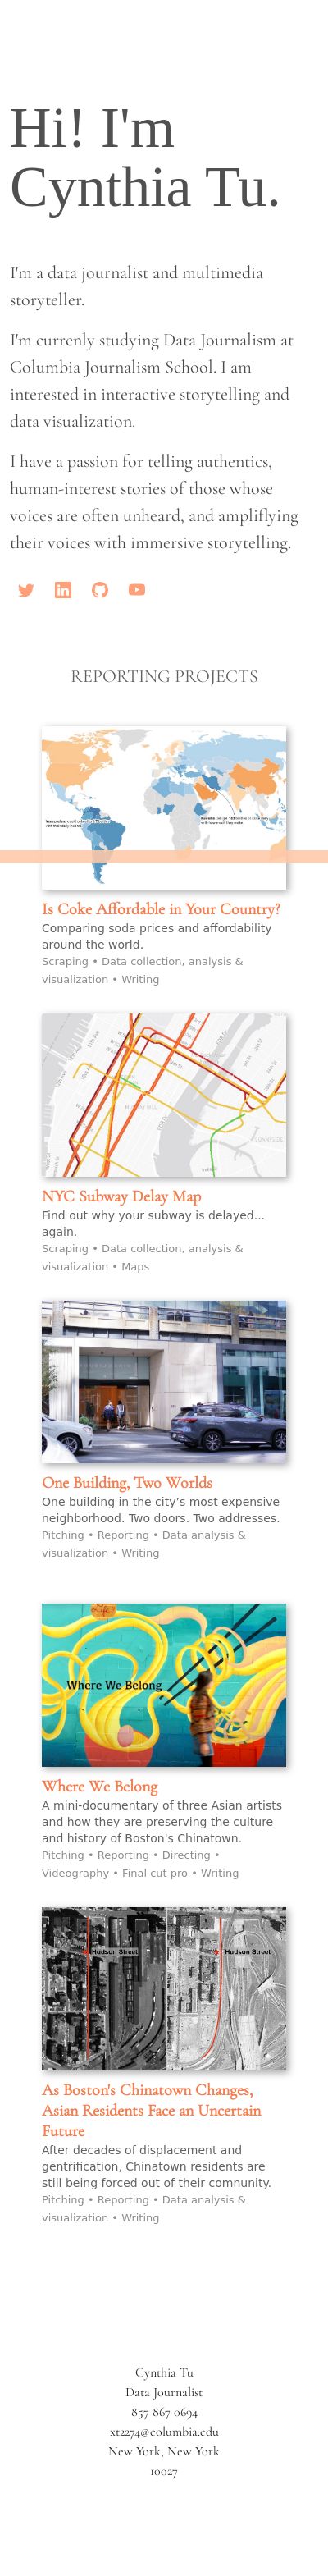 Hi! I'm
Cynthia Tu.
I'm a data journalist and multimedia
storyteller.
I'm currenly studying Data Journalism at
Columbia Journalism School. I am
interested in interactive storytelling and
data visualization.
I have a passion for telling authentics,
human-interest stories of those whose
voices are often unheard, and ampliflying
their voices with immersive storytelling.
REPORTING PROJECTS
Is Coke Affordable in Your Country?
Comparing soda prices and affordability
around the world.
Scraping • Data collection, analysis &
visualization • Writing
NYC Subway Delay Map
Find out why your subway is delayed...
again.
Scraping • Data collection, analysis &
visualization • Maps
One Building, Two Worlds
One building in the city’s most expensive
neighborhood. Two doors. Two addresses.
Pitching • Reporting • Data analysis &
visualization • Writing
Where We Belong
Where We Belong
A mini-documentary of three Asian artists
and how they are preserving the culture
and history of Boston's Chinatown.
Pitching • Reporting • Directing •
Videography • Final cut pro • Writing
Hudson Street
Hudson Street
As Boston's Chinatown Changes,
Asian Residents Face an Uncertain
Future
After decades of displacement and
gentrification, Chinatown residents are
still being forced out of their community.
Pitching • Reporting • Data analysis &
visualization • Writing
Cynthia Tu
Data Journalist
857 867 0694
xt2274@columbia.edu
New York, New York
10027